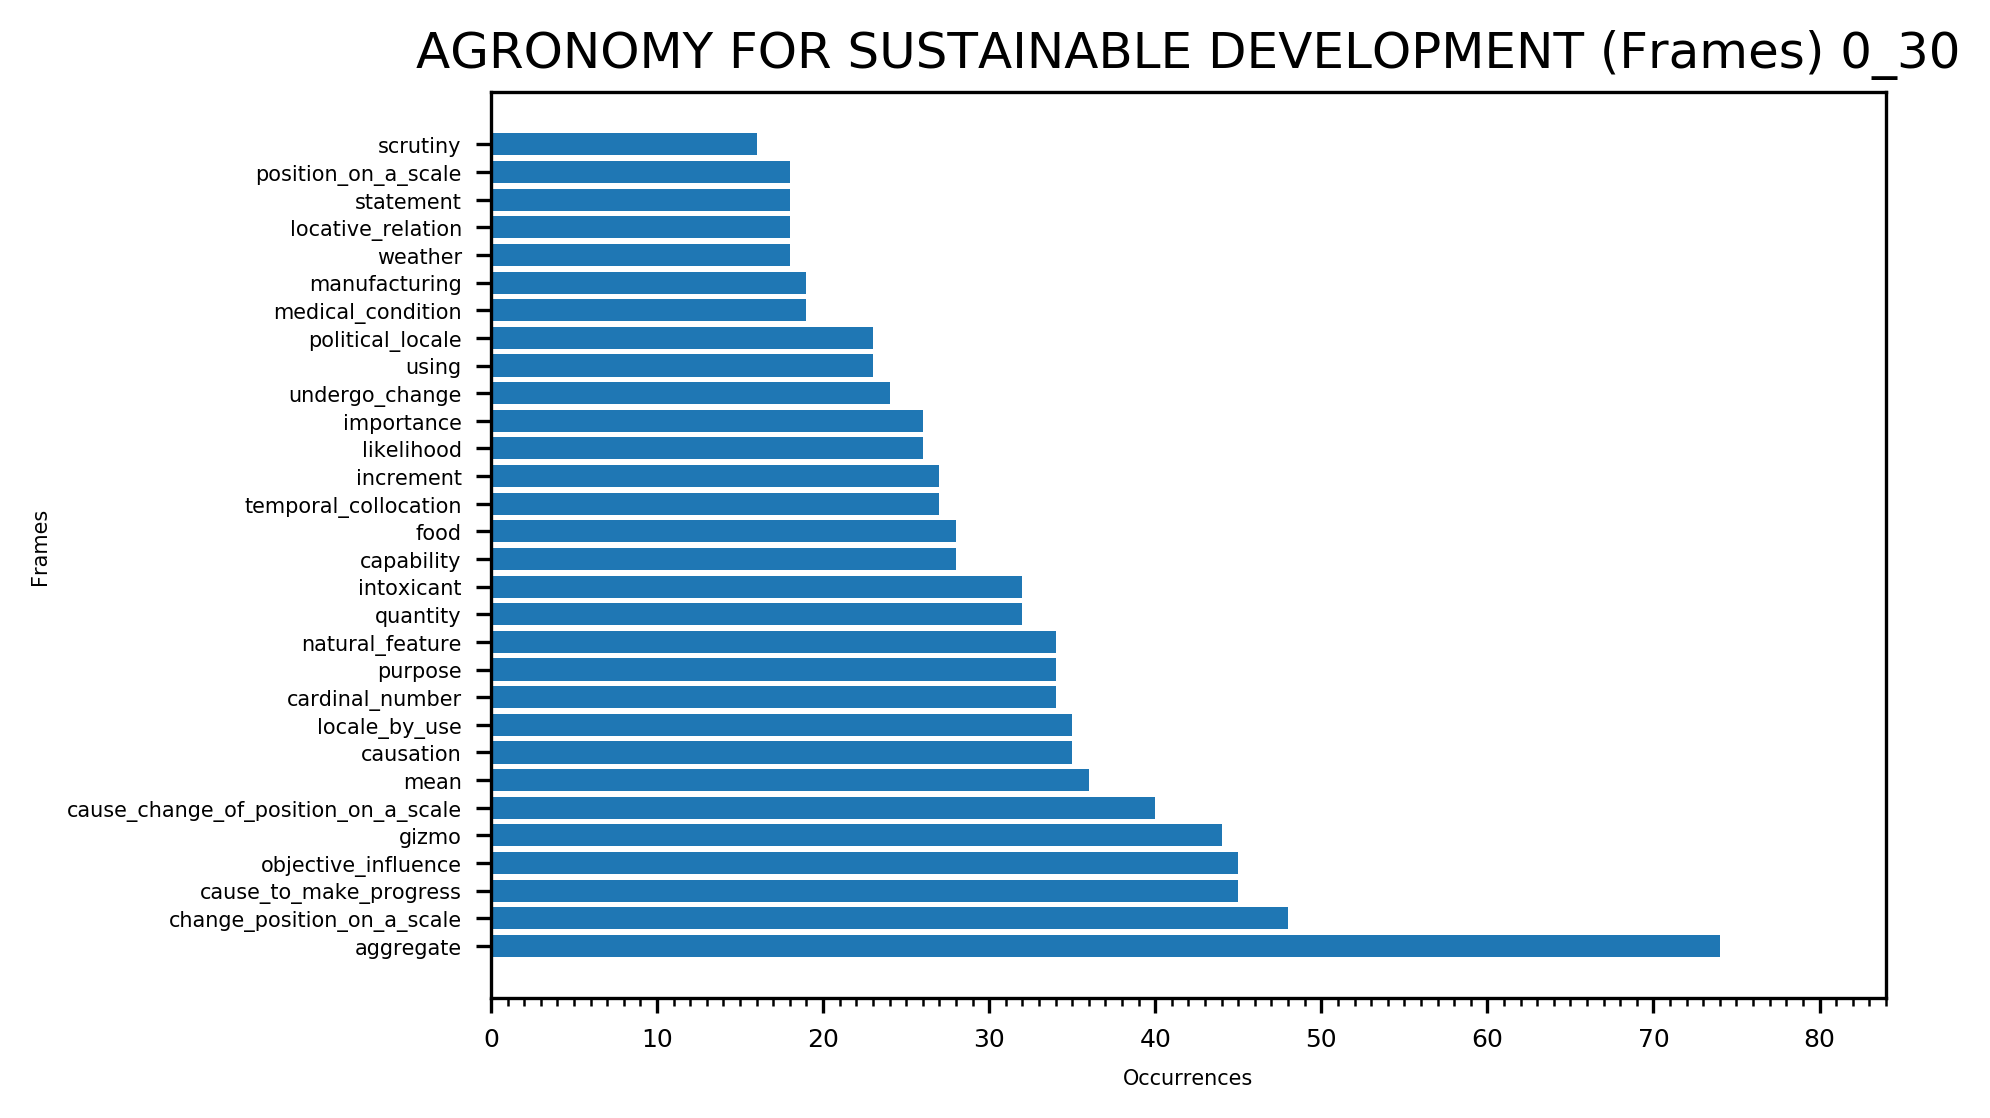 AGRONOMY FOR SUSTAINABLE DEVELOPMENT (Frames) 0_30
scrutiny
position_on_a_scale
statement
locative_relation
weather
manufacturing
medical_condition
political_locale
using
undergo_change
importance
likelihood
increment
temporal_collocation
food
capability
intoxicant
quantity
natural_feature
purpose
cardinal_number
locale_by_use
causation
mean
cause_change_of_position_on_a_scale
gizmo
objective_influence
cause_to_make_progress
change_position_on_a_scale
aggregate
Frames
0 10 20 30 40 50 60 70 80
Occurrences